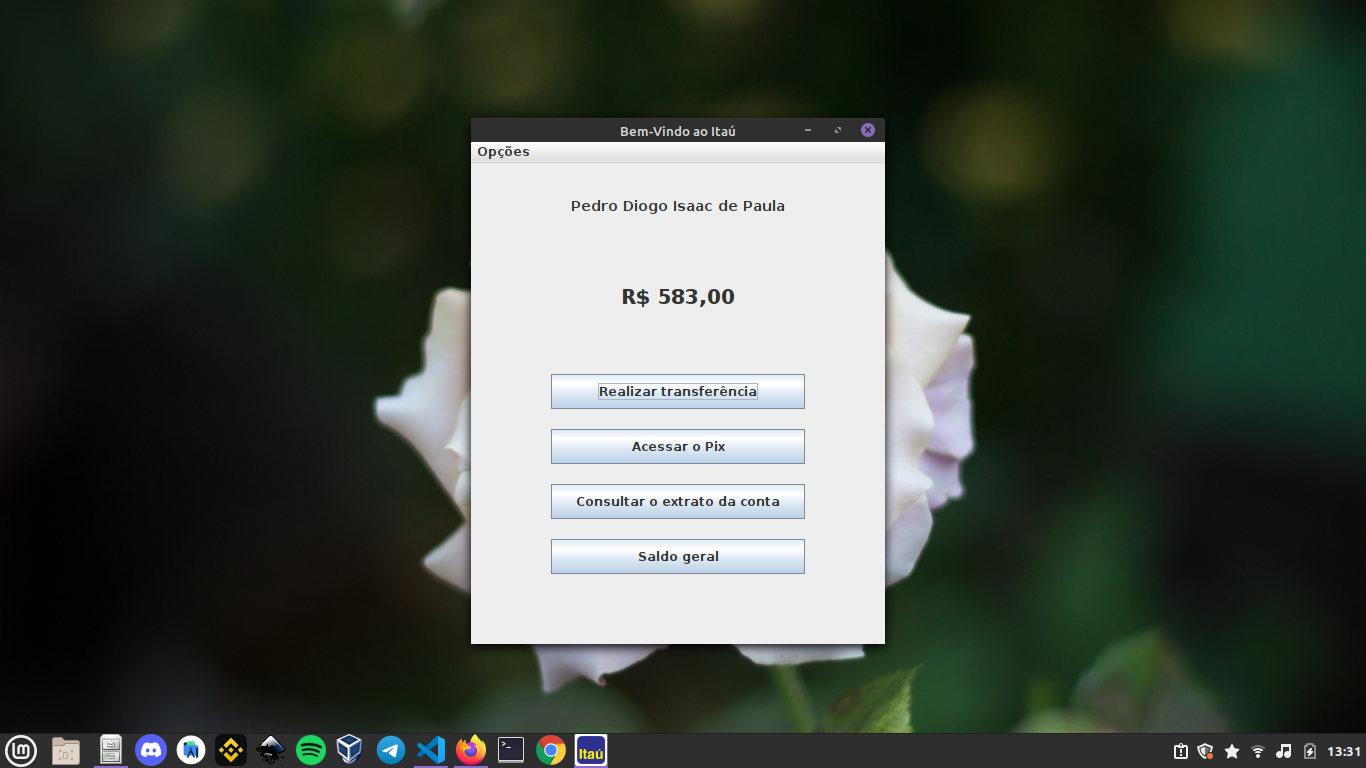 Bem-Vindo ao Itaú
Opções
Pedro Diogo Isaac de Paula
R$ 583,00
Realizar transferência
Acessar o Pix
Consultar o extrato da conta
Saldo geral
Itaú
13:31